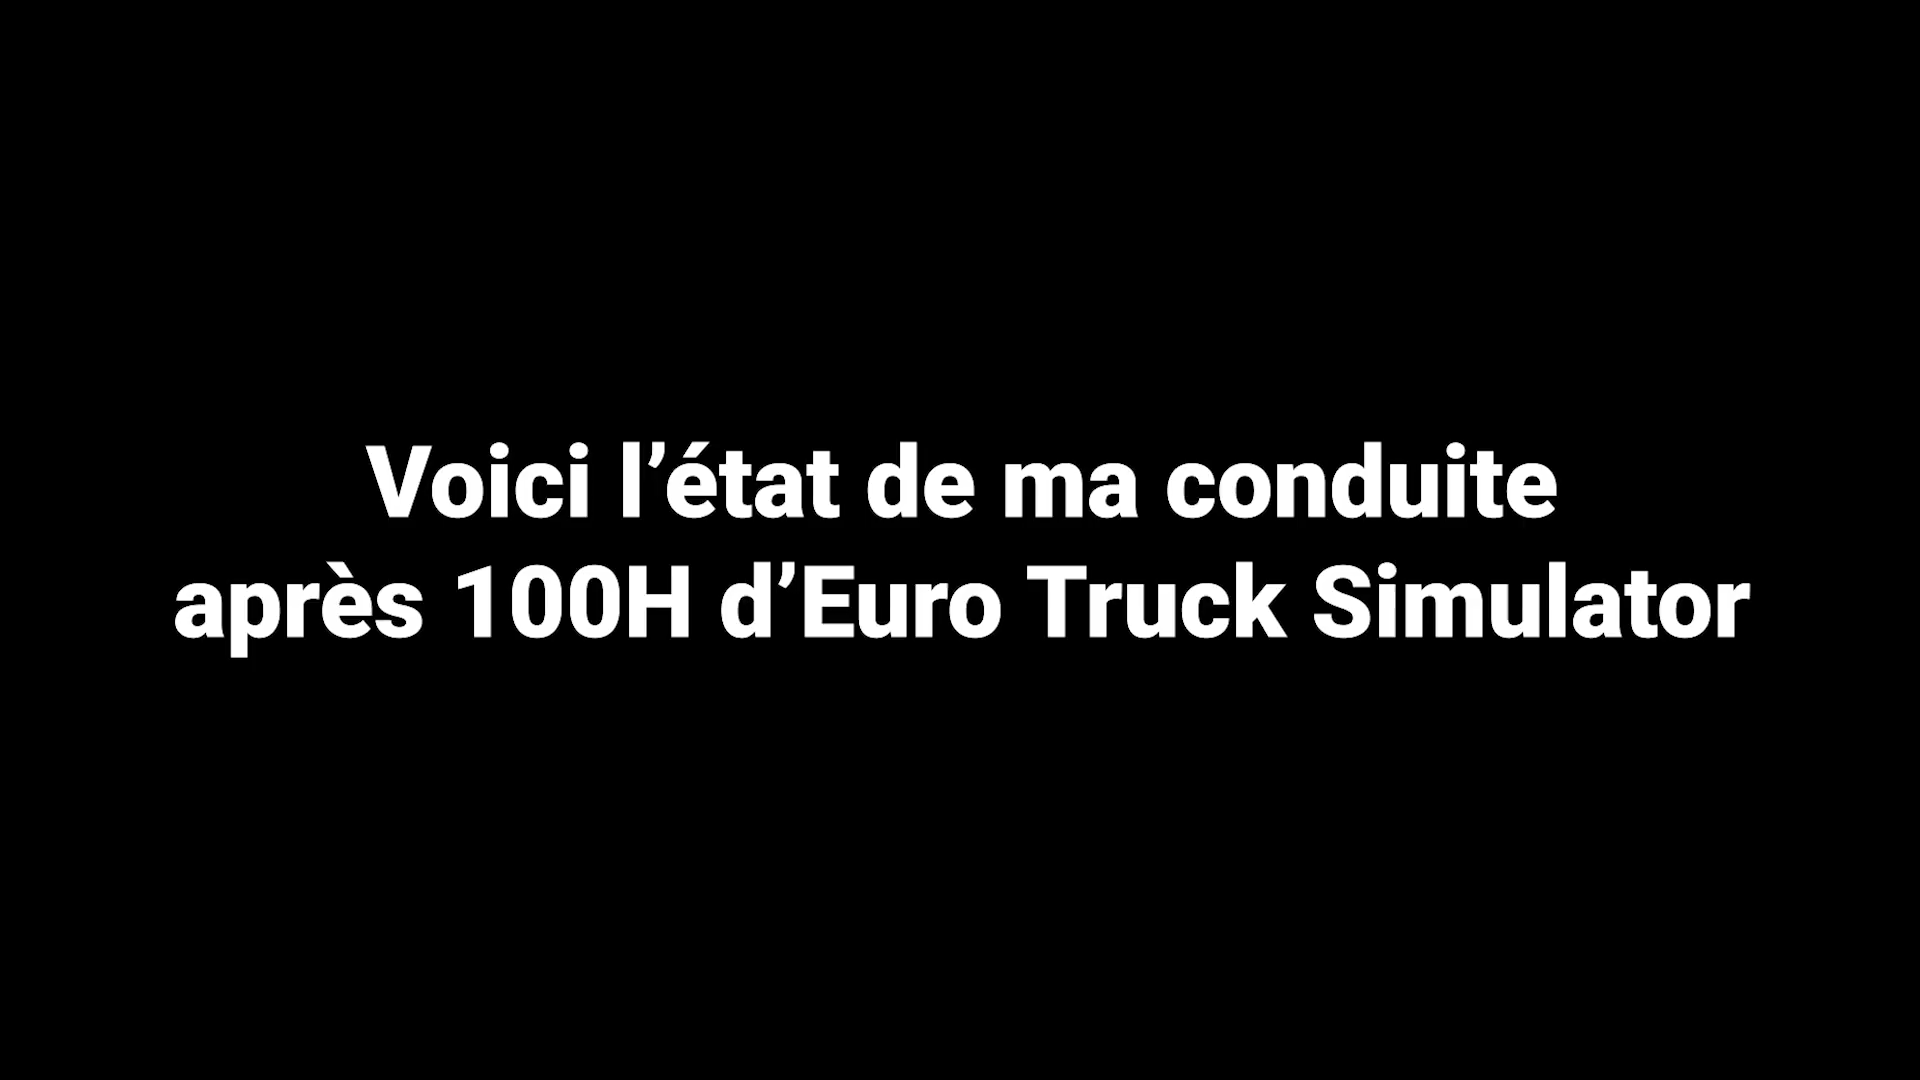 Voici l’état de ma conduite
après 100H d’Euro Truck Simulator